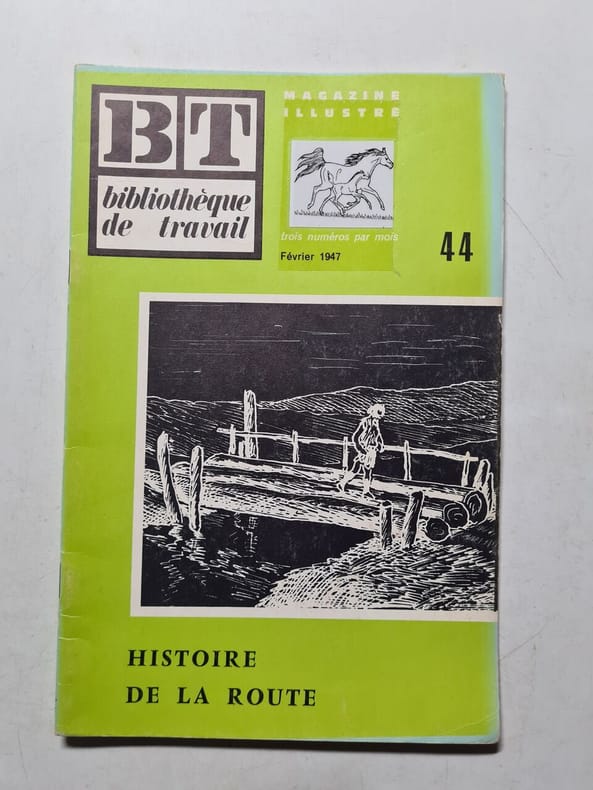 BT
bibliothèque
de travail
MAGAZINE
ILLUSTRÉ
trois numéros par mois
Février 1947
44
HISTOIRE
DE LA ROUTE